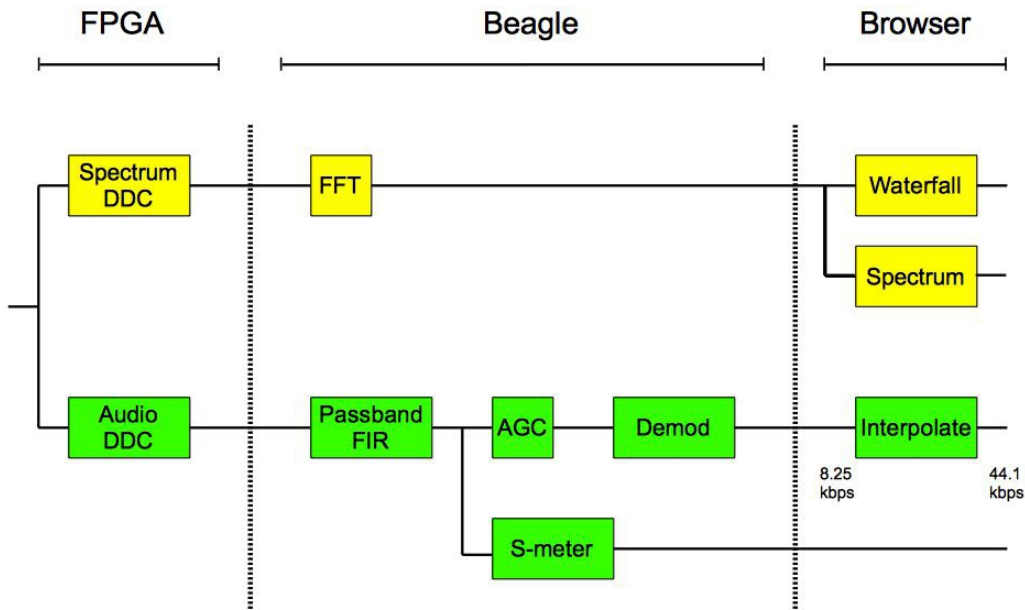 FPGA
Beagle
Browser
Spectrum
DDC
FFT
Waterfall
Spectrum
Audio
DDC
Passband
FIR
AGC
Demod
Interpolate
8.25
kbps
44.1
kbps
S-meter